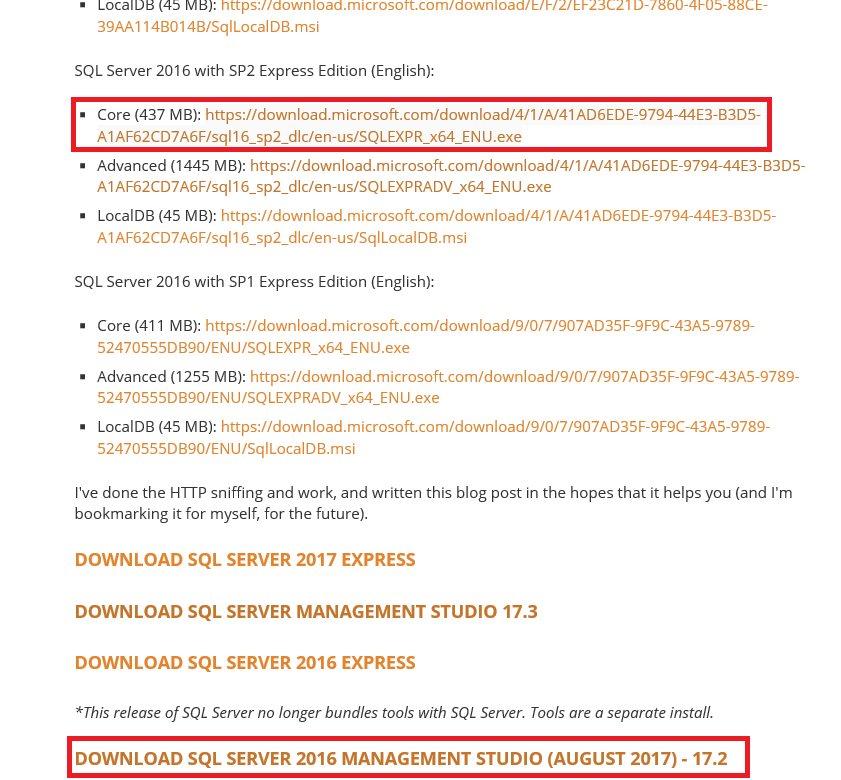 LocalDB (45 MB): https://download.microsoft.com/download/E/F/2/EF23C21D-7860-4F05-88CE-
39AA114B014B/SqlLocalDB.msi
SQL Server 2016 with SP2 Express Edition (English):
Core (437 MB): https://download.microsoft.com/download/4/1/A/41AD6EDE-9794-44E3-B3D5-
A1AF62CD7A6F/sql16_sp2_dlc/en-us/SQLEXPR_x64_ENU.exe
Advanced (1445 MB): https://download.microsoft.com/download/4/1/A/41AD6EDE-9794-44E3-B3D5-
A1AF62CD7A6F/sql16_sp2_dlc/en-us/SQLEXPRADV_x64_ENU.exe
LocalDB (45 MB): https://download.microsoft.com/download/4/1/A/41AD6EDE-9794-44E3-B3D5-
A1AF62CD7A6F/sql16_sp2_dlc/en-us/SqlLocalDB.msi
SQL Server 2016 with SP1 Express Edition (English):
Core (411 MB): https://download.microsoft.com/download/9/0/7/907AD35F-9F9C-43A5-9789-
52470555DB90/ENU/SQLEXPR_x64_ENU.exe
Advanced (1255 MB): https://download.microsoft.com/download/9/0/7/907AD35F-9F9C-43A5-9789-
52470555DB90/ENU/SQLEXPRADV_x64_ENU.exe
LocalDB (45 MB): https://download.microsoft.com/download/9/0/7/907AD35F-9F9C-43A5-9789-
52470555DB90/ENU/SqlLocalDB.msi
I've done the HTTP sniffing and work, and written this blog post in the hopes that it helps you (and I'm
bookmarking it for myself, for the future).
DOWNLOAD SQL SERVER 2017 EXPRESS
DOWNLOAD SQL SERVER MANAGEMENT STUDIO 17.3
DOWNLOAD SQL SERVER 2016 EXPRESS
*This release of SQL Server no longer bundles tools with SQL Server. Tools are a separate install.
DOWNLOAD SQL SERVER 2016 MANAGEMENT STUDIO (AUGUST 2017) - 17.2